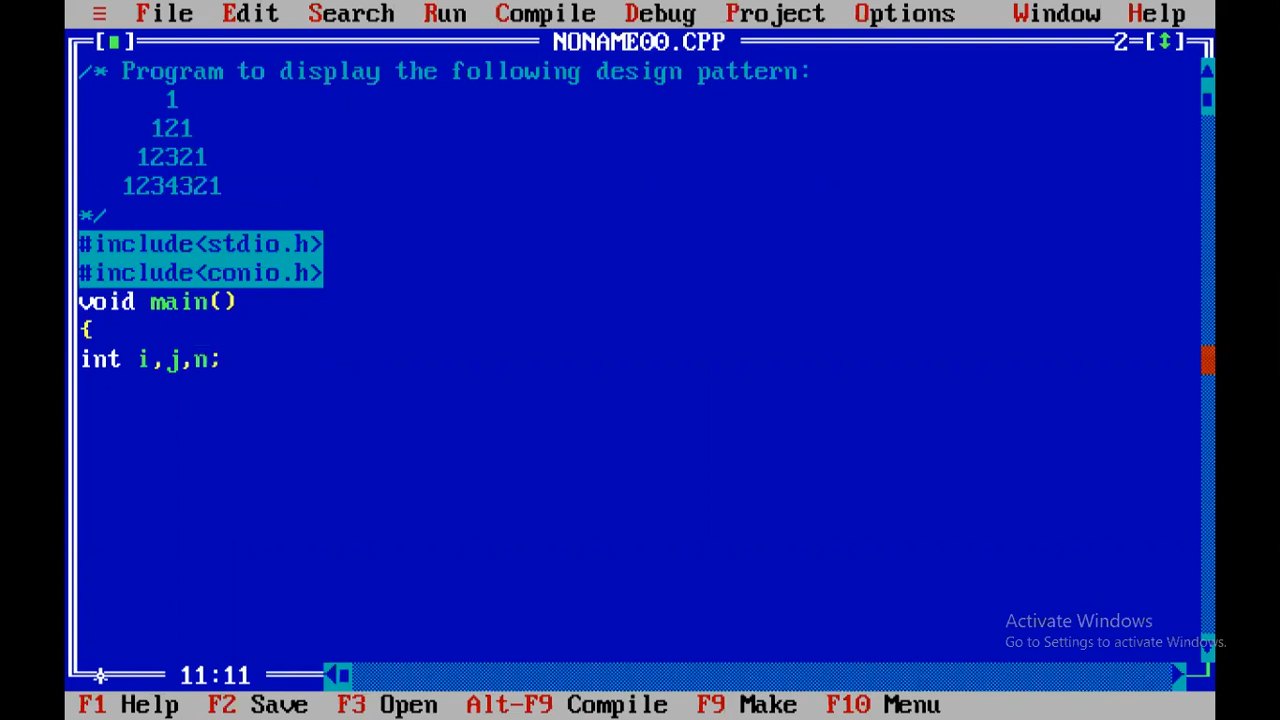 ≡ File Edit Search Run Compile Debug Project Options Window Help
[■] NONAME00.CPP 2=[↕]
/* Program to display the following design pattern:
1
121
12321
1234321
*/
#include<stdio.h>
#include<conio.h>
void main()
{
int i,j,n;
Activate Windows
Go to Settings to activate Windows.
11:11
F1 Help F2 Save F3 Open Alt-F9 Compile F9 Make F10 Menu